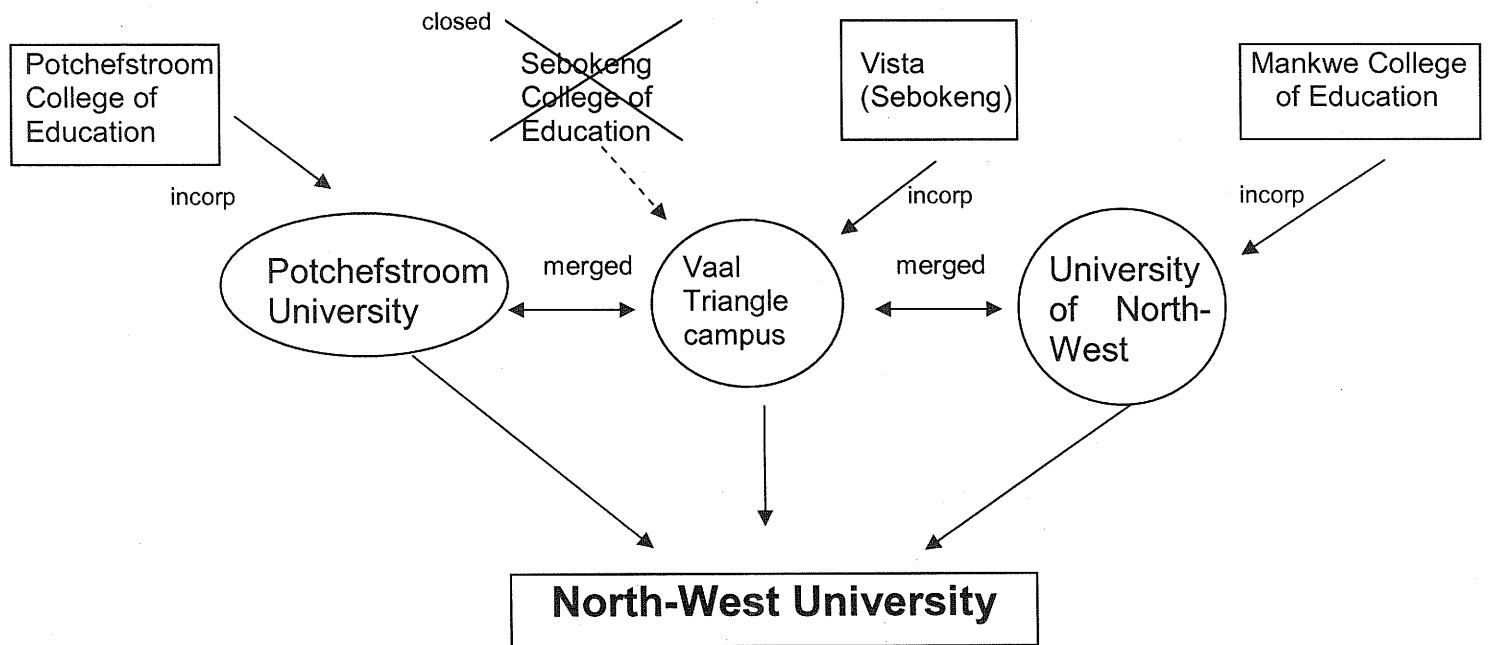 closed
Potchefstroom
College of
Education
Sebokeng
College of
Education
Vista
(Sebokeng)
Mankwe College
of Education
incorp
incorp
incorp
Potchefstroom
University
merged
Vaal
Triangle
campus
merged
University
of North-
West
North-West University